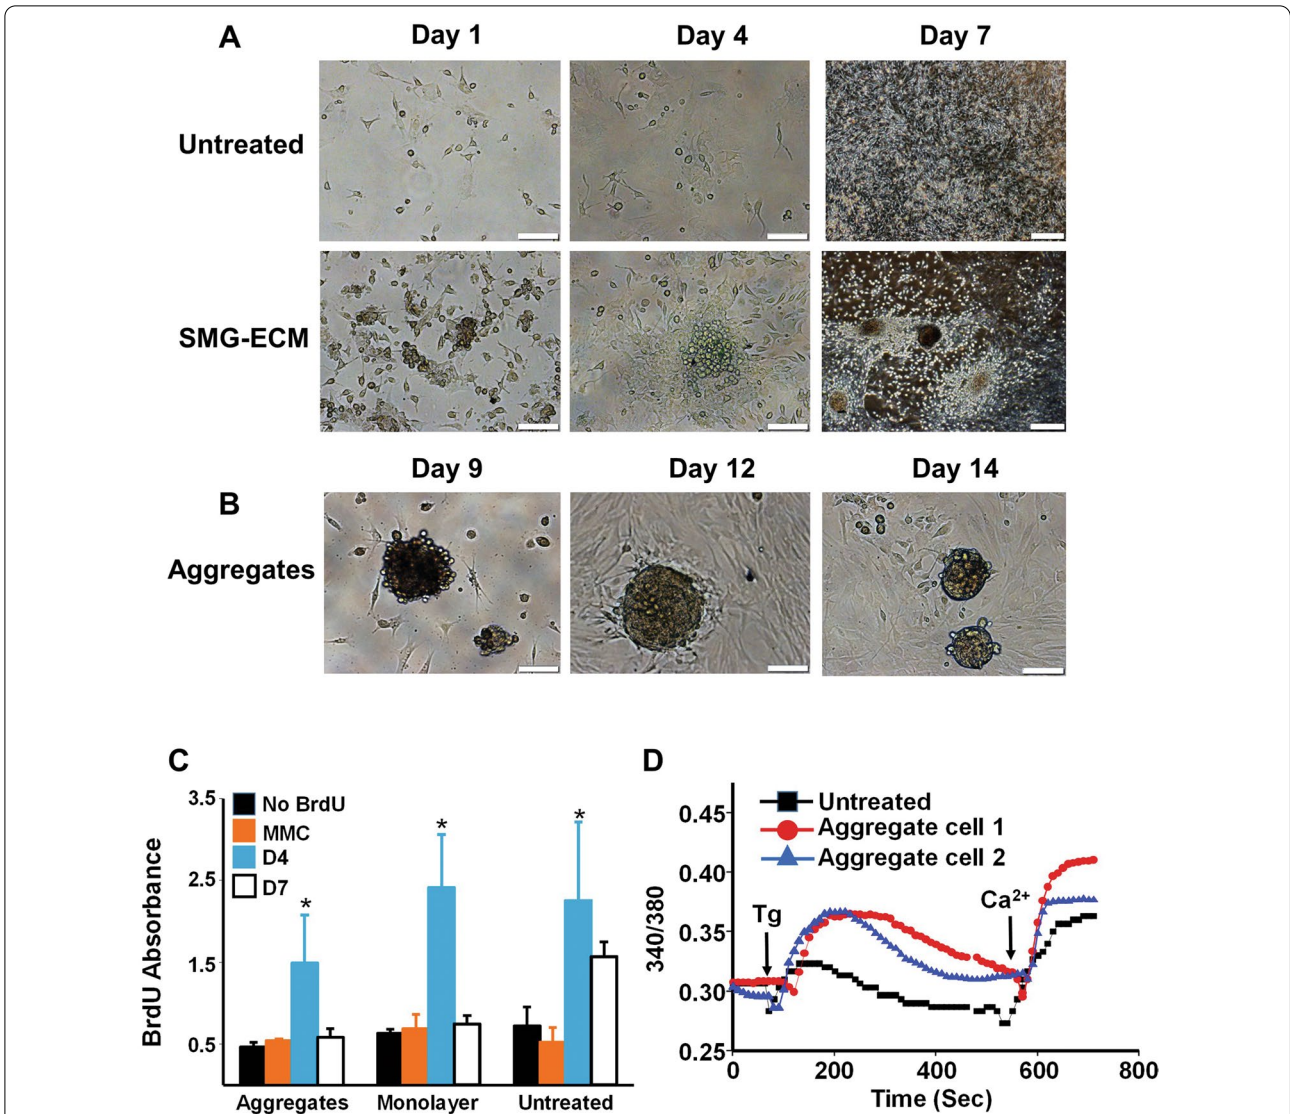 A
Day 1
Day 4
Day 7
Untreated
SMG-ECM
Day 9
Day 12
Day 14
B
Aggregates
C
3.5
2.5
1.5
0.5
BrdU Absorbance
No BrdU
MMC
D4
D7
*
*
*
Aggregates
Monolayer
Untreated
D
0.45
0.40
0.35
0.30
0.25
340/380
Untreated
Aggregate cell 1
Aggregate cell 2
Tg
Ca²⁺
0
200
400
600
800
Time (Sec)